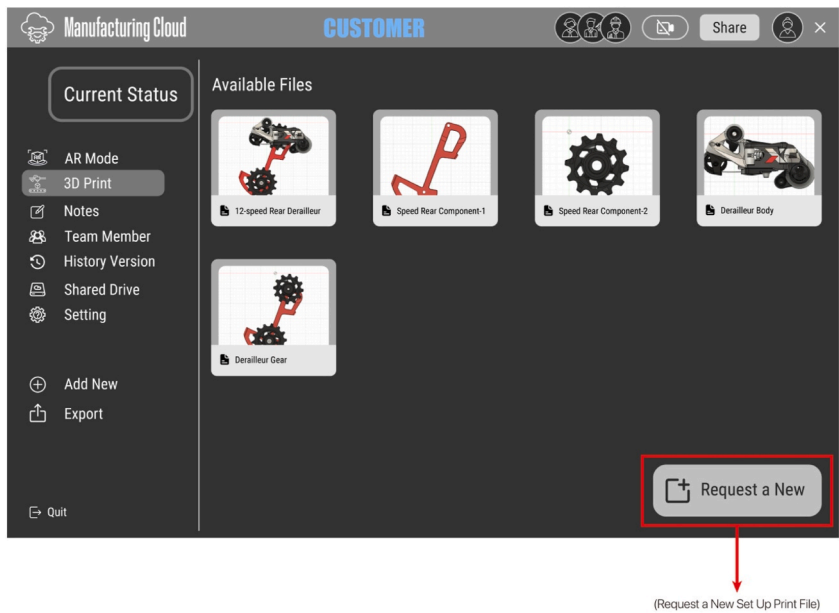 Manufacturing Cloud
CUSTOMER
Share
Current Status
AR Mode
3D Print
Notes
Team Member
History Version
Shared Drive
Setting
Add New
Export
Quit
Available Files
12-speed Rear Derailleur
Speed Rear Component-1
Speed Rear Component-2
Derailleur Body
Derailleur Gear
Request a New
(Request a New Set Up Print File)